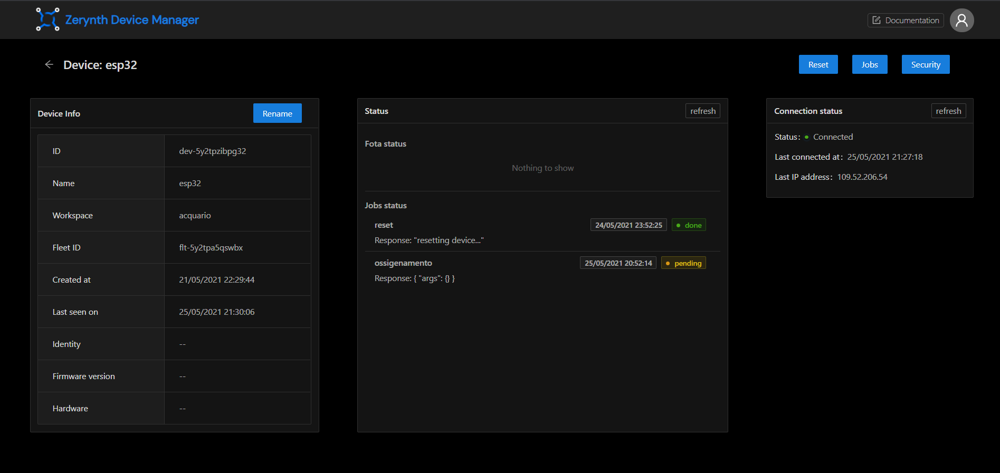 Zerynth Device Manager
Documentation
Device: esp32
Reset
Jobs
Security
Device Info
Rename
ID
dev-5y2tpzibpg32
Name
esp32
Workspace
acquario
Fleet ID
flt-5y2tpa5qswbx
Created at
21/05/2021 22:29:44
Last seen on
25/05/2021 21:30:06
Identity
--
Firmware version
--
Hardware
--
Status
refresh
Fota status
Nothing to show
Jobs status
reset
24/05/2021 23:52:25
done
Response: "resetting device..."
ossigenamento
25/05/2021 20:52:14
pending
Response: { "args": {} }
Connection status
refresh
Status: Connected
Last connected at: 25/05/2021 21:27:18
Last IP address: 109.52.206.54